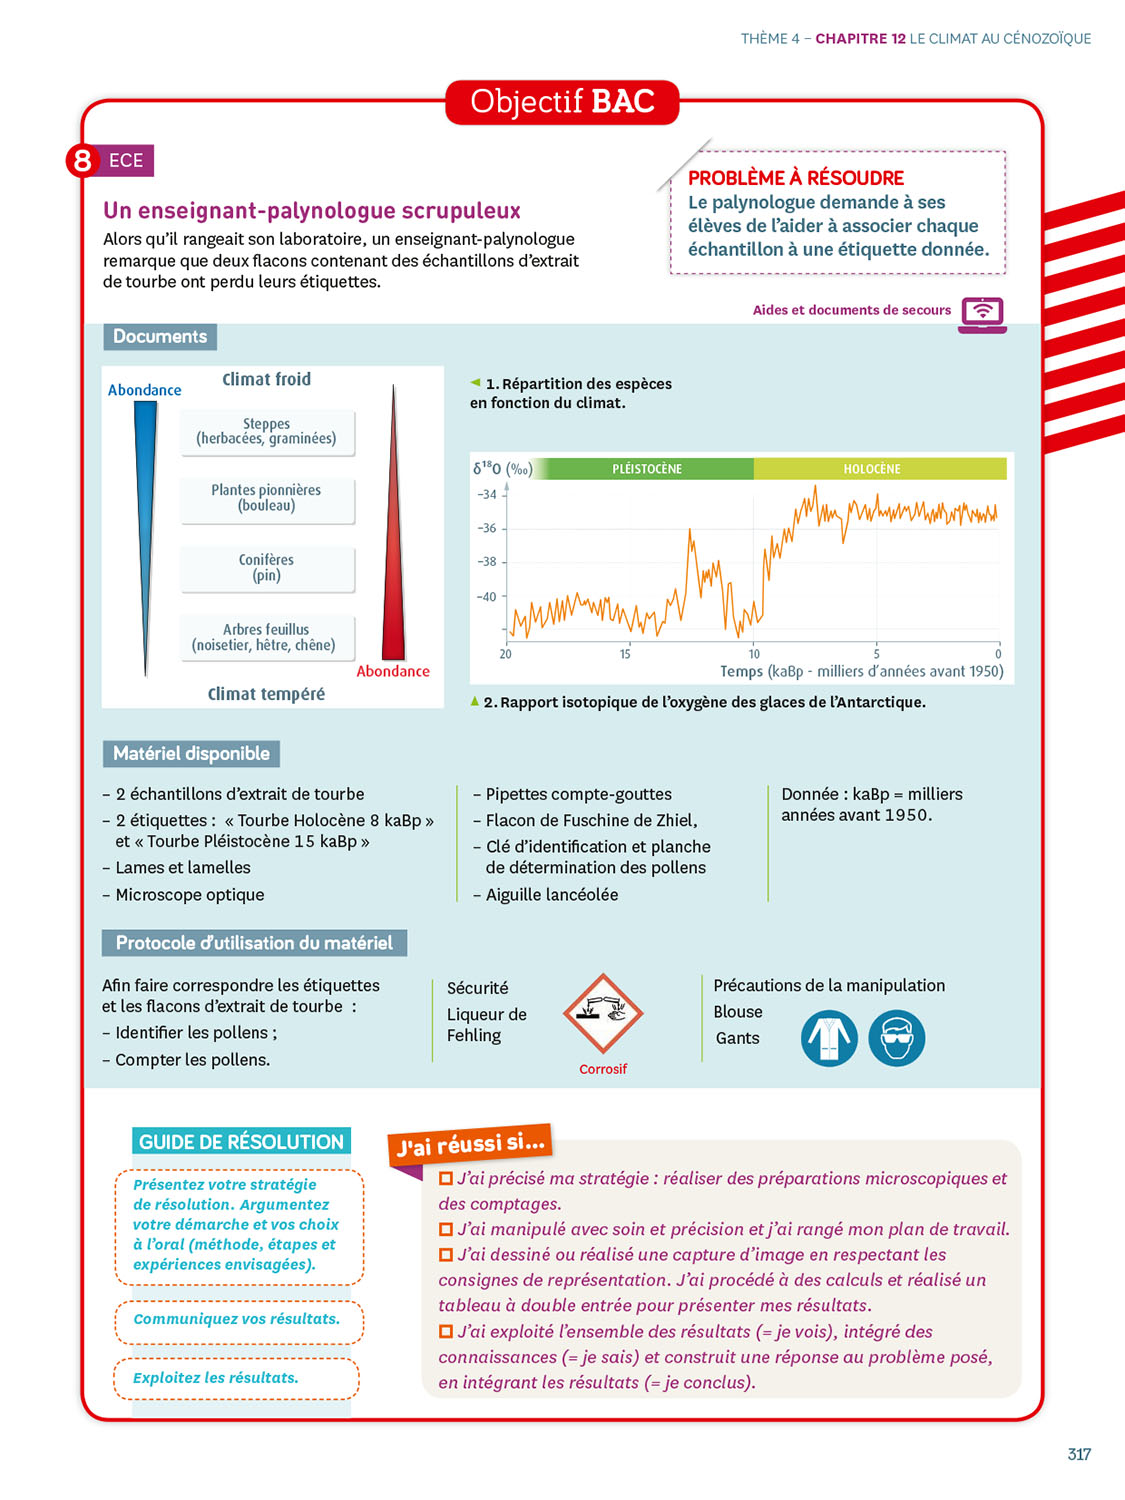 THÈME 4 – CHAPITRE 12 LE CLIMAT AU CÉNOZOÏQUE
Objectif BAC
8 ECE
Un enseignant-palynologue scrupuleux
Alors qu'il rangeait son laboratoire, un enseignant-palynologue
remarque que deux flacons contenant des échantillons d'extrait
de tourbe ont perdu leurs étiquettes.
PROBLÈME À RÉSOUDRE
Le palynologue demande à ses
élèves de l'aider à associer chaque
échantillon à une étiquette donnée.
Aides et documents de secours
Documents
Climat froid
Abondance
Steppes
(herbacées, graminées)
Plantes pionnières
(bouleau)
Conifères
(pin)
Arbres feuillus
(noisetier, hêtre, chêne)
Abondance
Climat tempéré
1. Répartition des espèces
en fonction du climat.
δ¹⁸O (‰)
PLÉISTOCÈNE
HOLOCÈNE
–34
–36
–38
–40
20
15
10
5
0
Temps (kaBp - milliers d'années avant 1950)
2. Rapport isotopique de l'oxygène des glaces de l'Antarctique.
Matériel disponible
– 2 échantillons d'extrait de tourbe
– 2 étiquettes : « Tourbe Holocène 8 kaBp »
et « Tourbe Pléistocène 15 kaBp »
– Lames et lamelles
– Microscope optique
– Pipettes compte-gouttes
– Flacon de Fuschine de Zhiel,
– Clé d'identification et planche
de détermination des pollens
– Aiguille lancéolée
Donnée : kaBp = milliers
années avant 1950.
Protocole d'utilisation du matériel
Afin faire correspondre les étiquettes
et les flacons d'extrait de tourbe :
– Identifier les pollens ;
– Compter les pollens.
Sécurité
Liqueur de
Fehling
Corrosif
Précautions de la manipulation
Blouse
Gants
GUIDE DE RÉSOLUTION
Présentez votre stratégie
de résolution. Argumentez
votre démarche et vos choix
à l'oral (méthode, étapes et
expériences envisagées).
Communiquez vos résultats.
Exploitez les résultats.
J'ai réussi si...
J'ai précisé ma stratégie : réaliser des préparations microscopiques et
des comptages.
J'ai manipulé avec soin et précision et j'ai rangé mon plan de travail.
J'ai dessiné ou réalisé une capture d'image en respectant les
consignes de représentation. J'ai procédé à des calculs et réalisé un
tableau à double entrée pour présenter mes résultats.
J'ai exploité l'ensemble des résultats (= je vois), intégré des
connaissances (= je sais) et construit une réponse au problème posé,
en intégrant les résultats (= je conclus).
317